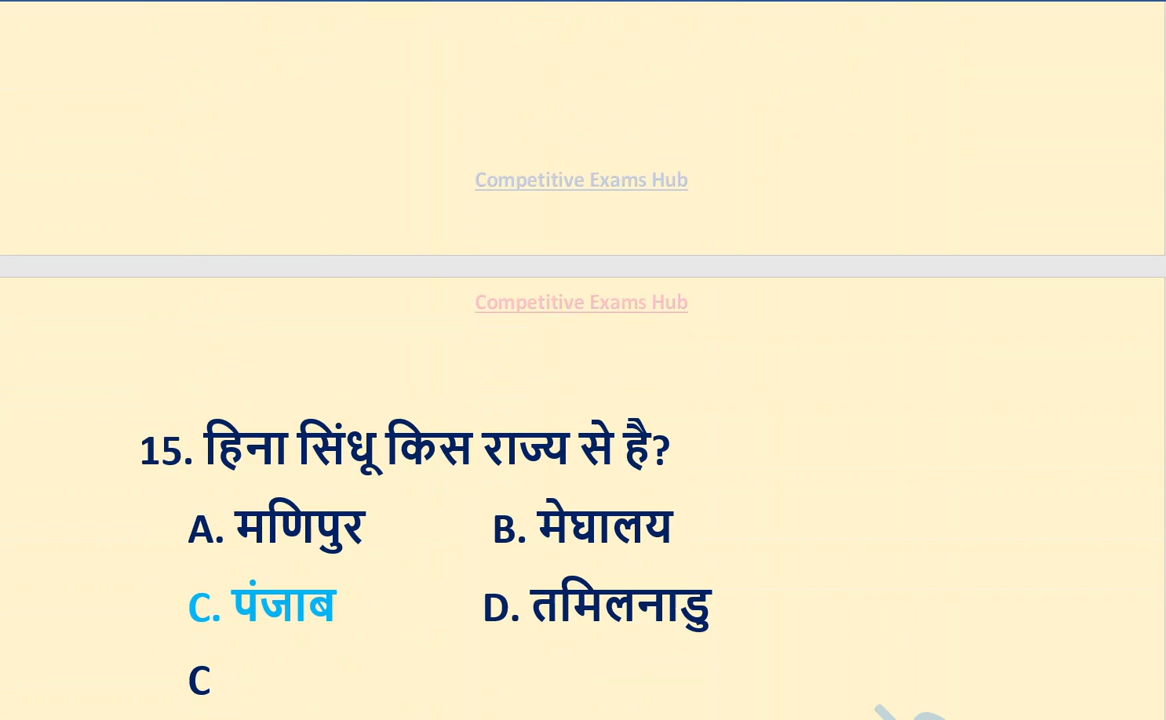 Competitive Exams Hub
Competitive Exams Hub
15. हिना सिंधू किस राज्य से है?
A. मणिपुर B. मेघालय
C. पंजाब D. तमिलनाडु
C